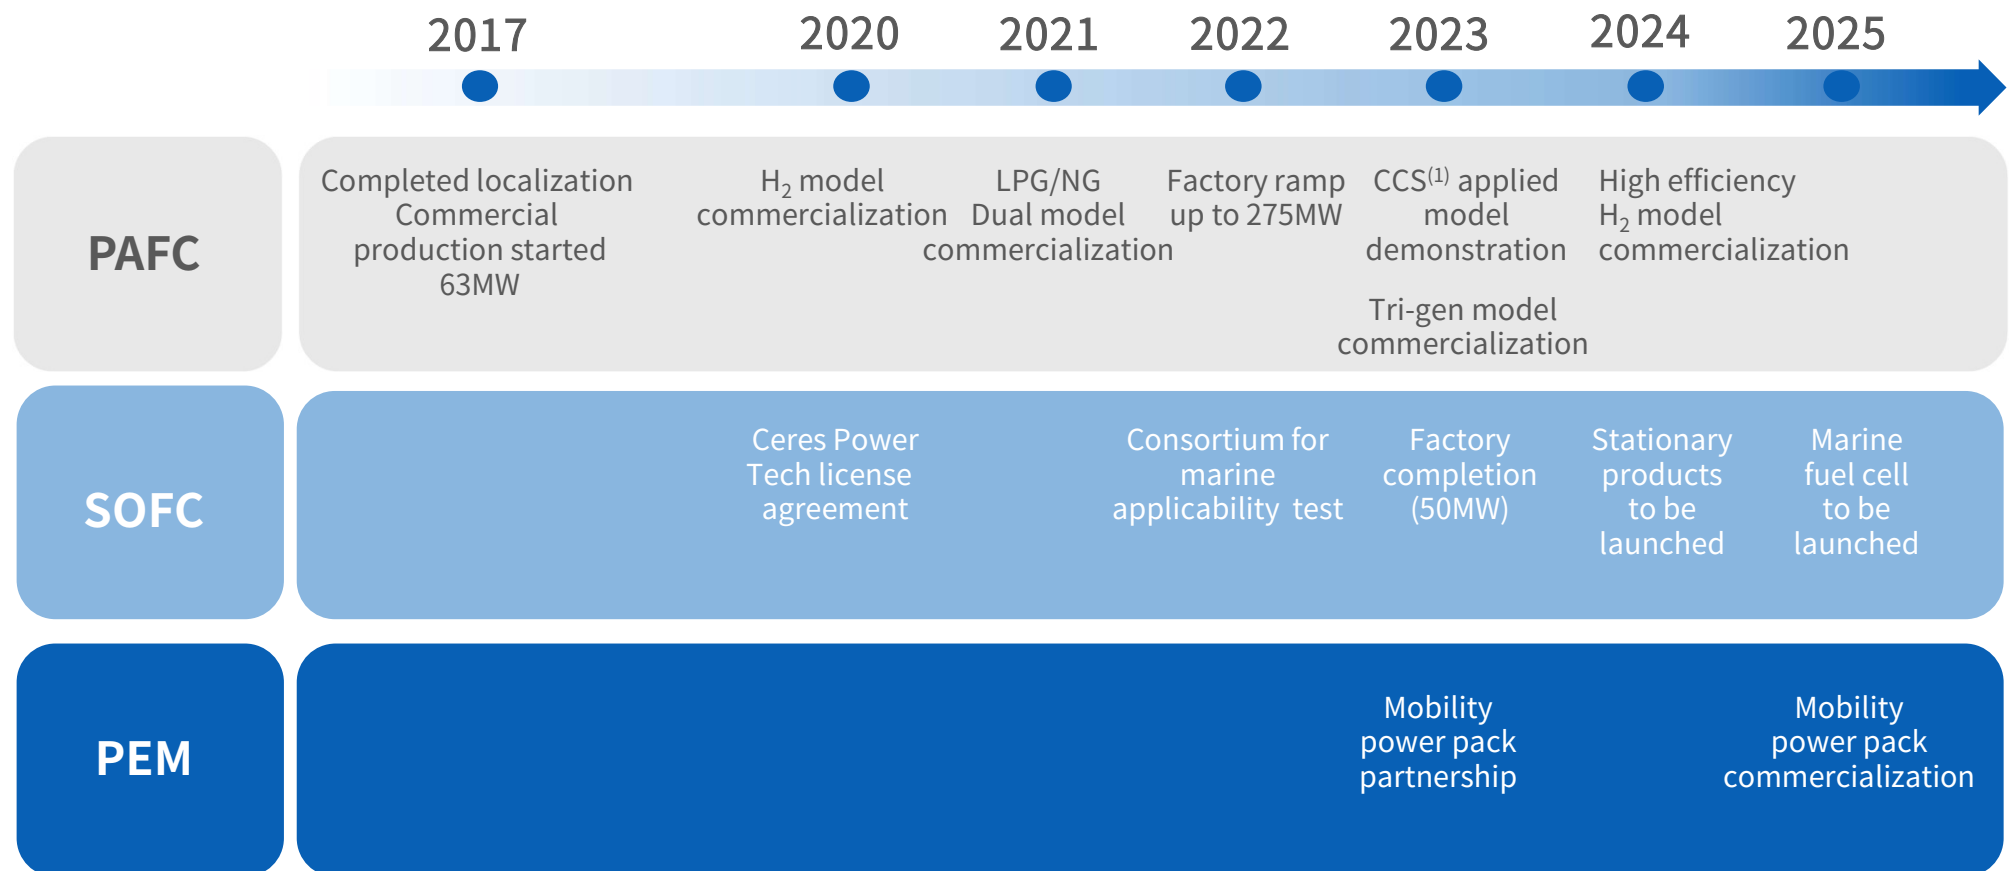 2017
2020
2021
2022
2023
2024
2025
PAFC
Completed localization
Commercial
production started
63MW
H₂ model
commercialization
LPG/NG
Dual model
commercialization
Factory ramp
up to 275MW
CCS⁽¹⁾ applied
model
demonstration
Tri-gen model
commercialization
High efficiency
H₂ model
commercialization
SOFC
Ceres Power
Tech license
agreement
Consortium for
marine
applicability test
Factory
completion
(50MW)
Stationary
products
to be
launched
Marine
fuel cell
to be
launched
PEM
Mobility
power pack
partnership
Mobility
power pack
commercialization